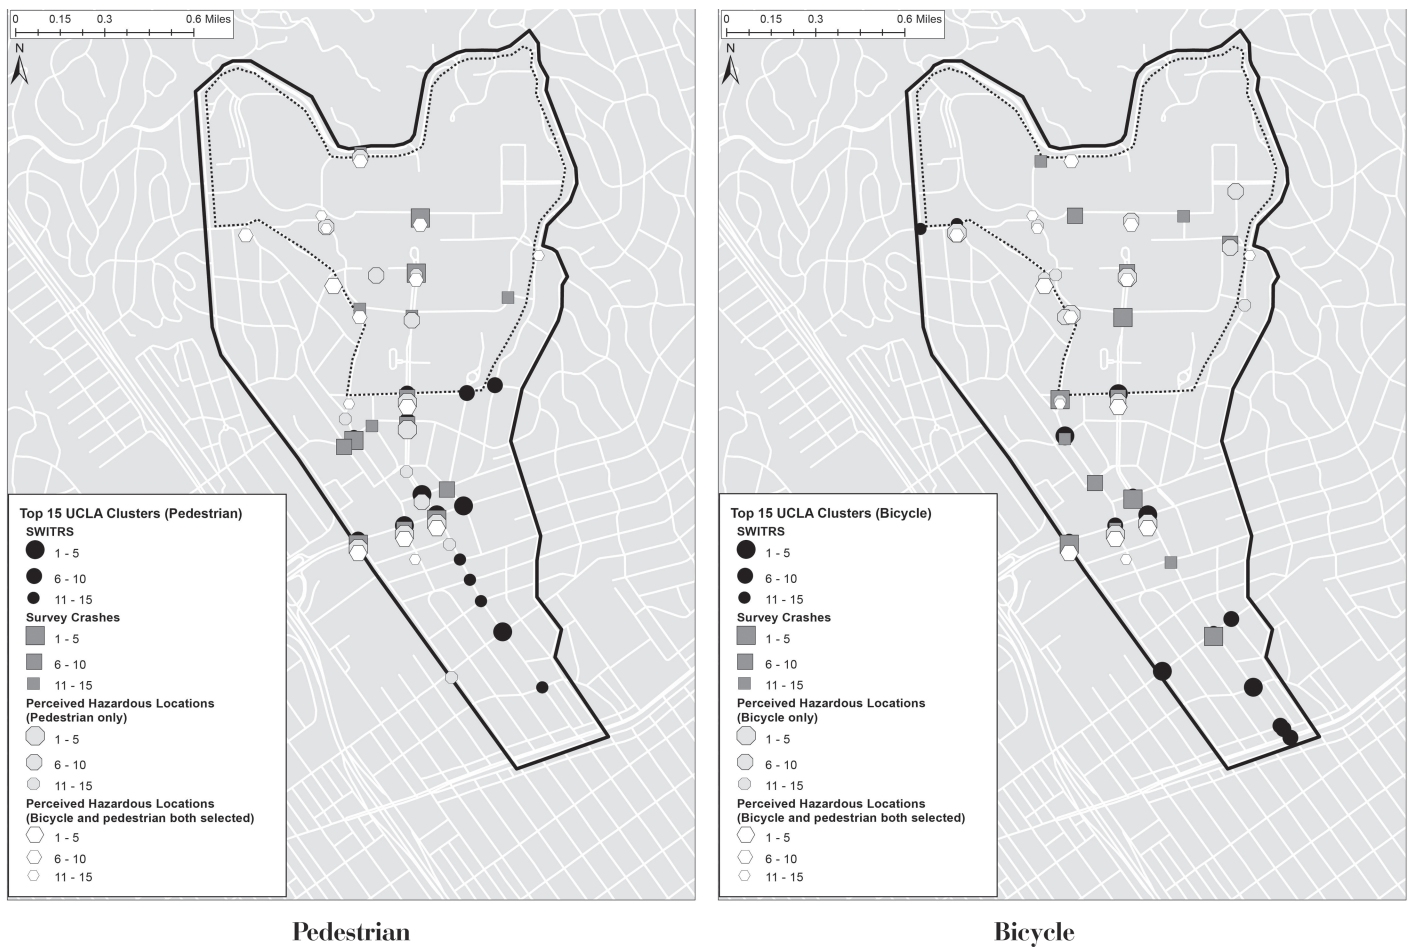 0 0.15 0.3 0.6 Miles
N
Top 15 UCLA Clusters (Pedestrian)
SWITRS
1 - 5
6 - 10
11 - 15
Survey Crashes
1 - 5
6 - 10
11 - 15
Perceived Hazardous Locations
(Pedestrian only)
1 - 5
6 - 10
11 - 15
Perceived Hazardous Locations
(Bicycle and pedestrian both selected)
1 - 5
6 - 10
11 - 15
Pedestrian
0 0.15 0.3 0.6 Miles
N
Top 15 UCLA Clusters (Bicycle)
SWITRS
1 - 5
6 - 10
11 - 15
Survey Crashes
1 - 5
6 - 10
11 - 15
Perceived Hazardous Locations
(Bicycle only)
1 - 5
6 - 10
11 - 15
Perceived Hazardous Locations
(Bicycle and pedestrian both selected)
1 - 5
6 - 10
11 - 15
Bicycle